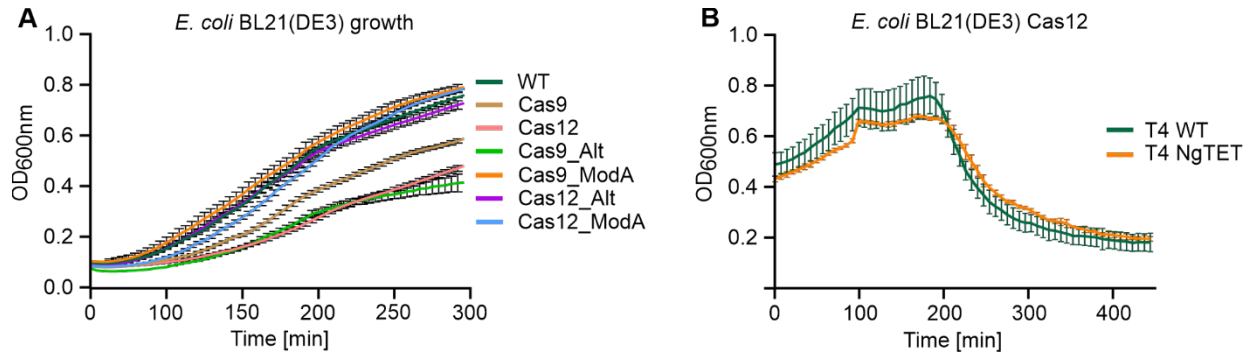 A
E. coli BL21(DE3) growth
OD600nm
1.0
0.8
0.6
0.4
0.2
0.0
0
50
100
150
200
250
300
Time [min]
WT
Cas9
Cas12
Cas9_Alt
Cas9_ModA
Cas12_Alt
Cas12_ModA
B
E. coli BL21(DE3) Cas12
OD600nm
1.0
0.8
0.6
0.4
0.2
0
100
200
300
400
Time [min]
T4 WT
T4 NgTET